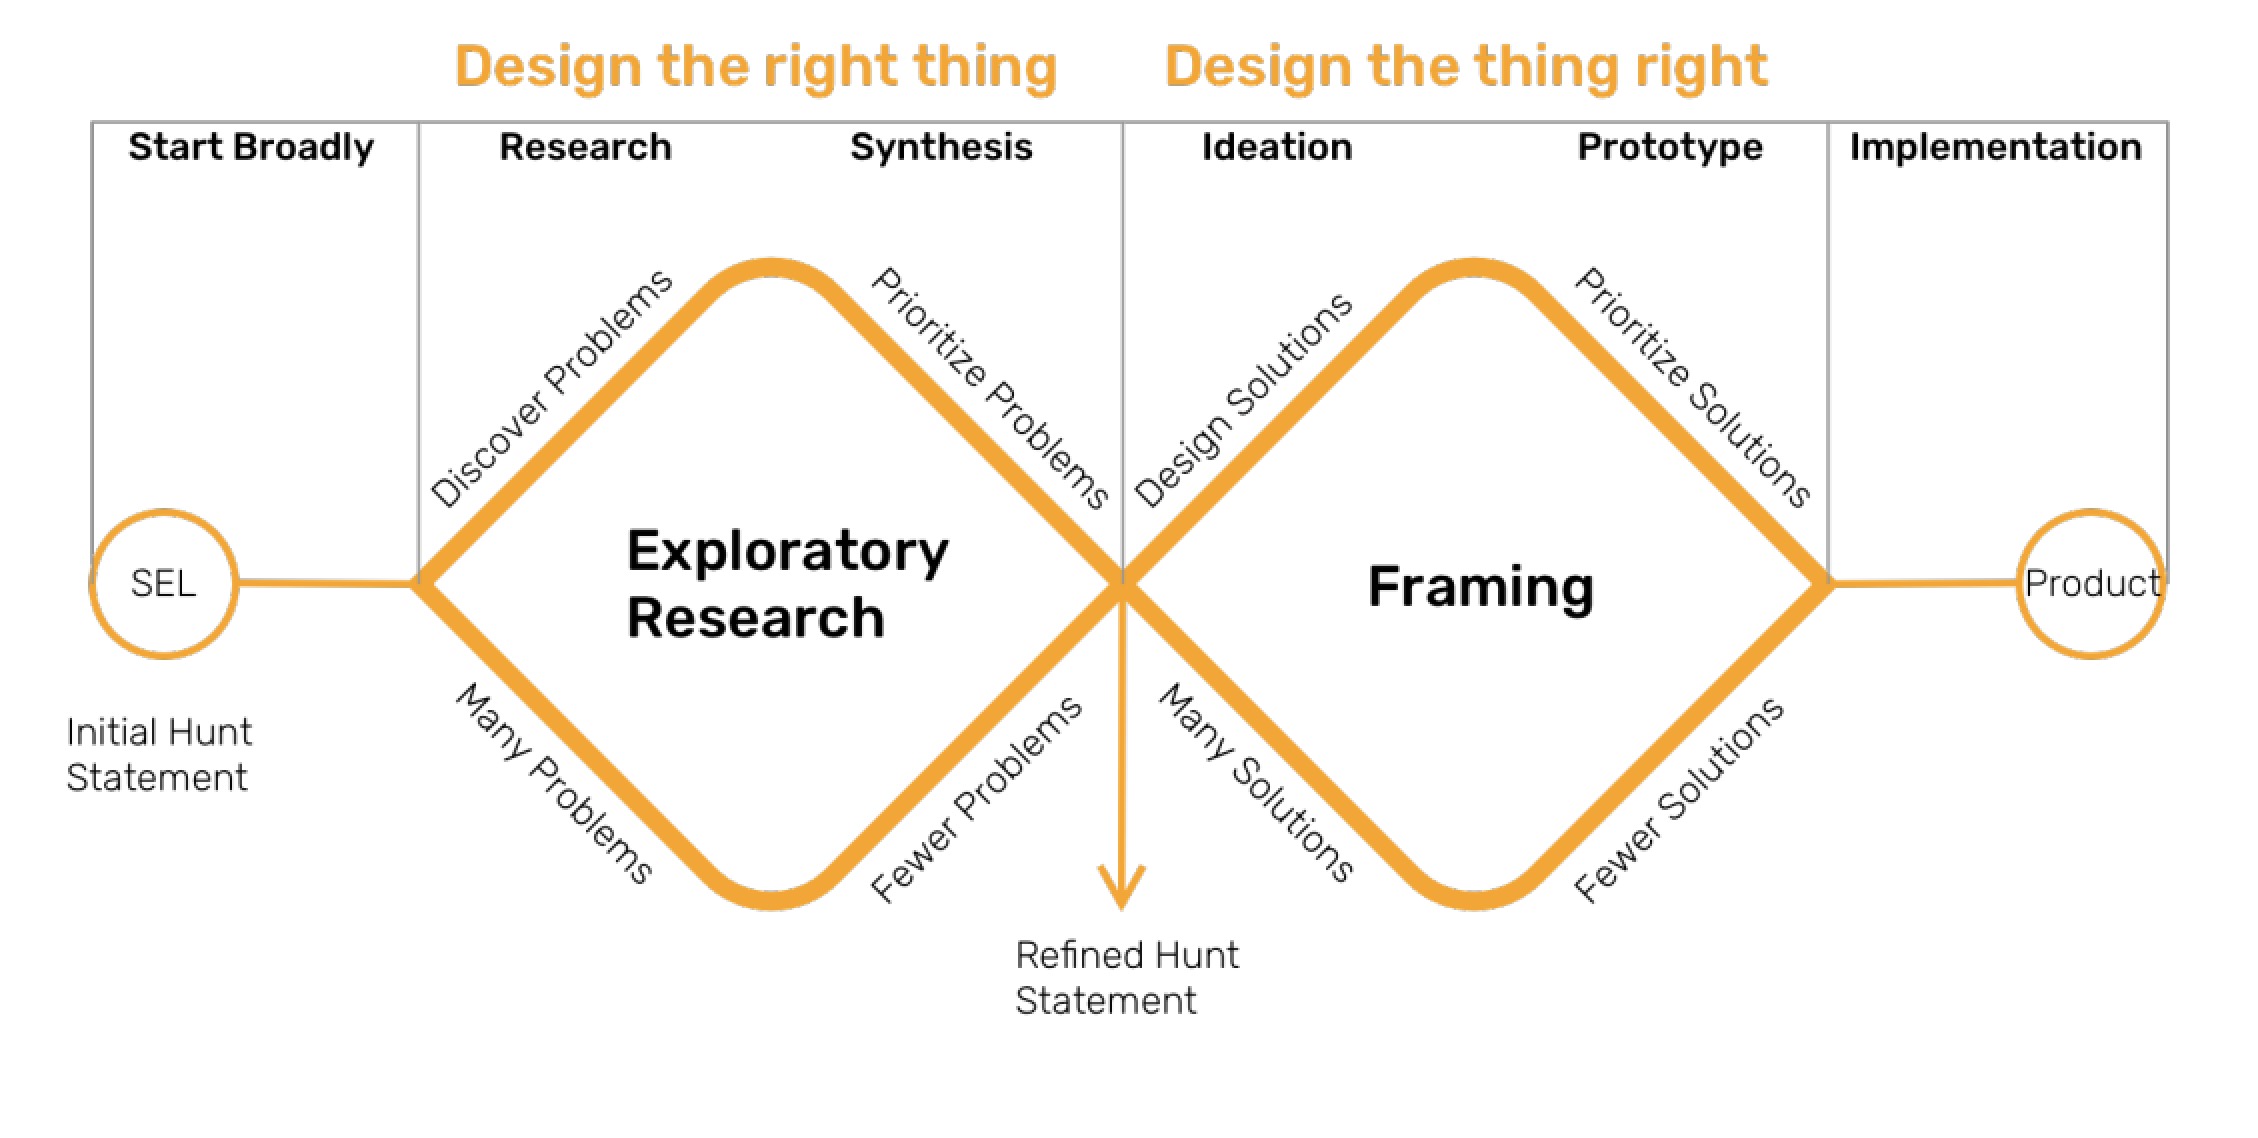 Design the right thing
Design the thing right
Start Broadly
Research
Synthesis
Ideation
Prototype
Implementation
Discover Problems
Prioritize Problems
Design Solutions
Prioritize Solutions
SEL
Exploratory
Research
Framing
Product
Initial Hunt
Statement
Many Problems
Fewer Problems
Many Solutions
Fewer Solutions
Refined Hunt
Statement